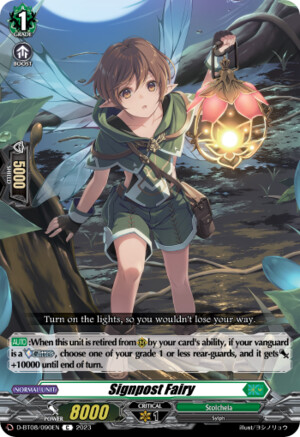 1
GRADE
BOOST
5000
SHIELD
Turn on the lights, so you wouldn't lose your way.
AUTO :When this unit is retired from by your card's ability, if your vanguard
is a, choose one of your grade 1 or less rear-guards, and it gets
+10000 until end of turn.
NORMAL UNIT
Signpost Fairy
POWER 8000
CRITICAL
1
Stoicheia
Sylph
D-BT08/090EN C 2023
illust/ヨシノリョウ